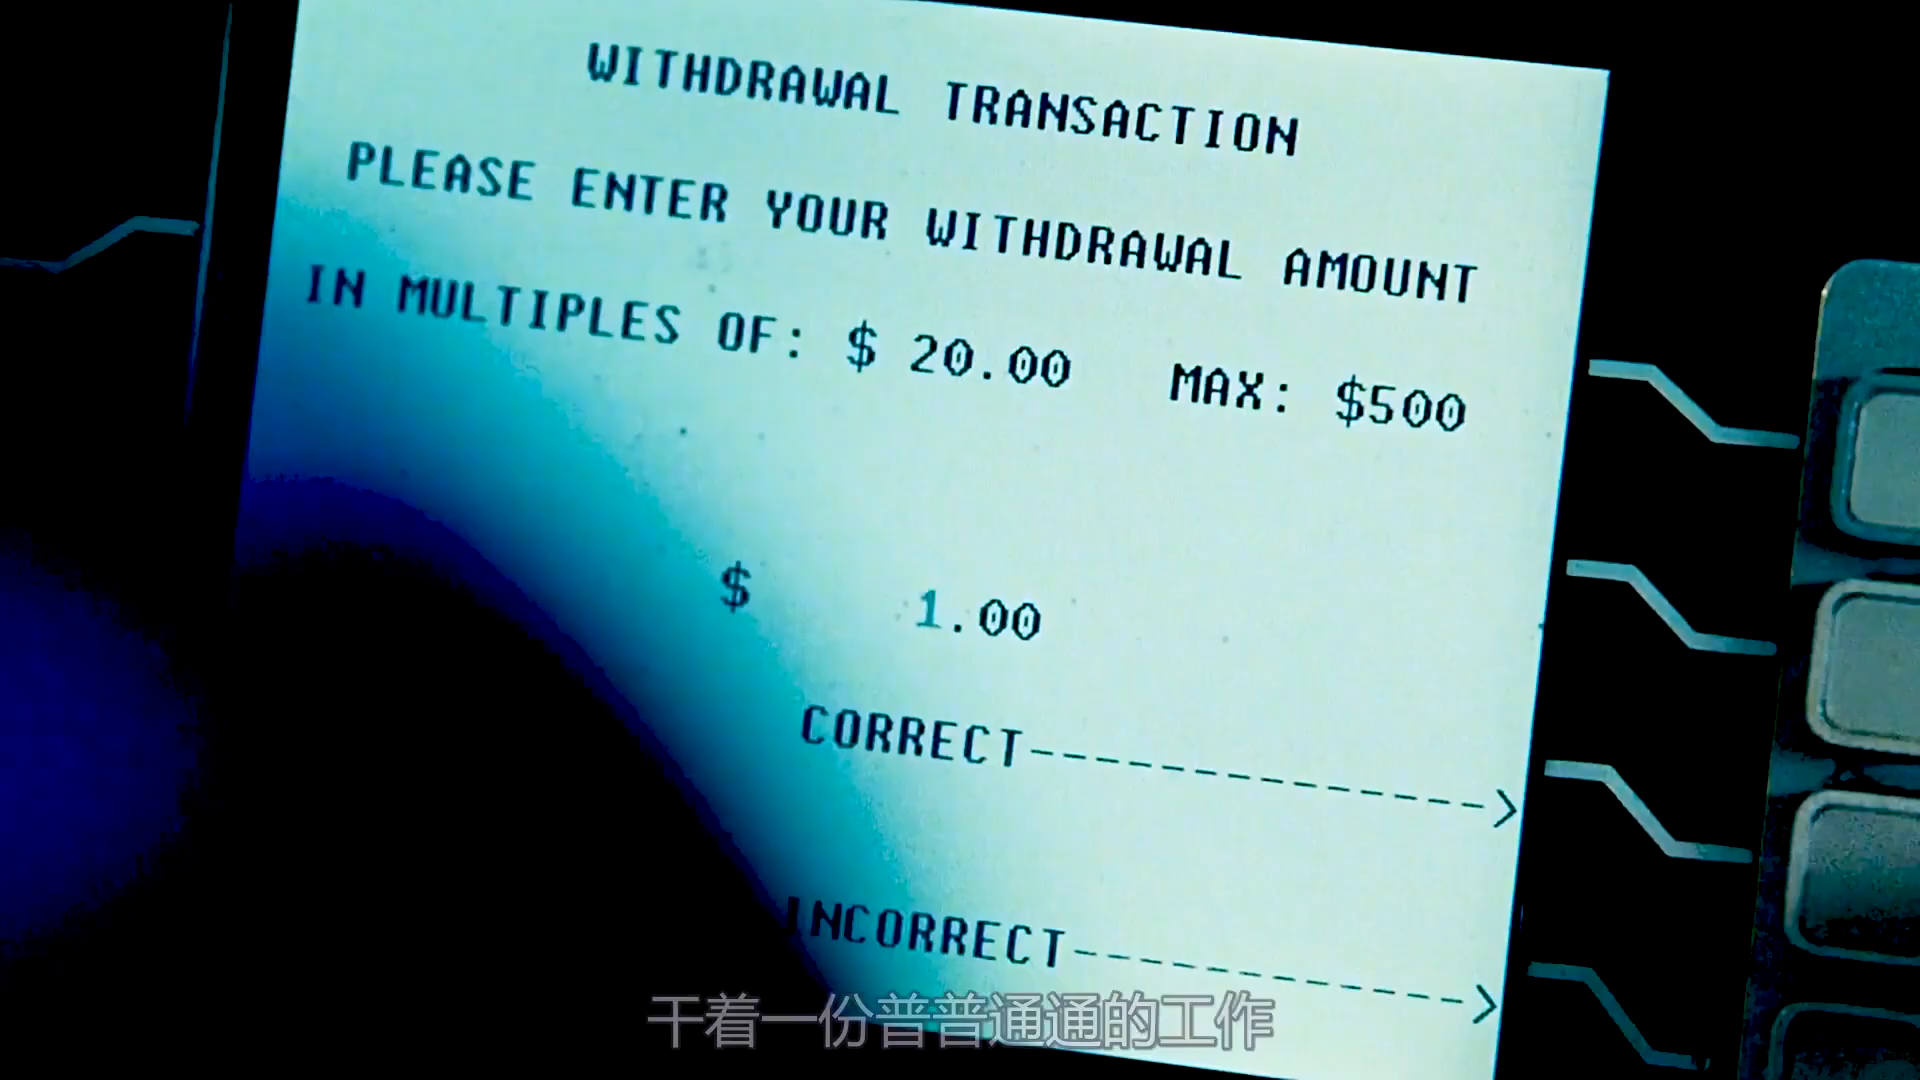 WITHDRAWAL TRANSACTION
PLEASE ENTER YOUR WITHDRAWAL AMOUNT
IN MULTIPLES OF: $ 20.00 MAX: $500
$ 1.00
CORRECT-------------->
INCORRECT------------->
干着一份普普通通的工作